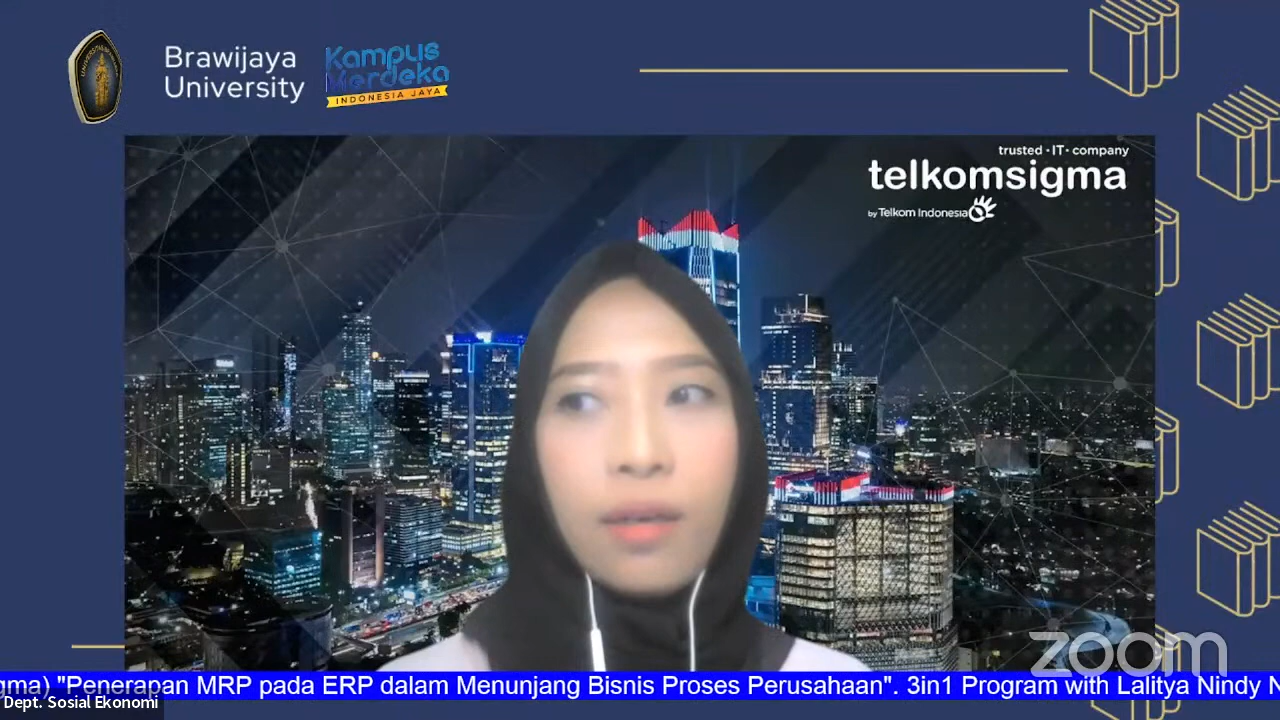 Brawijaya
University
Kampus
Merdeka
INDONESIA JAYA
trusted · IT · company
telkomsigma
by Telkom Indonesia
zoom
gma) "Penerapan MRP pada ERP dalam Menunjang Bisnis Proses Perusahaan". 3in1 Program with Lalitya Nindy N
Dept. Sosial Ekonomi